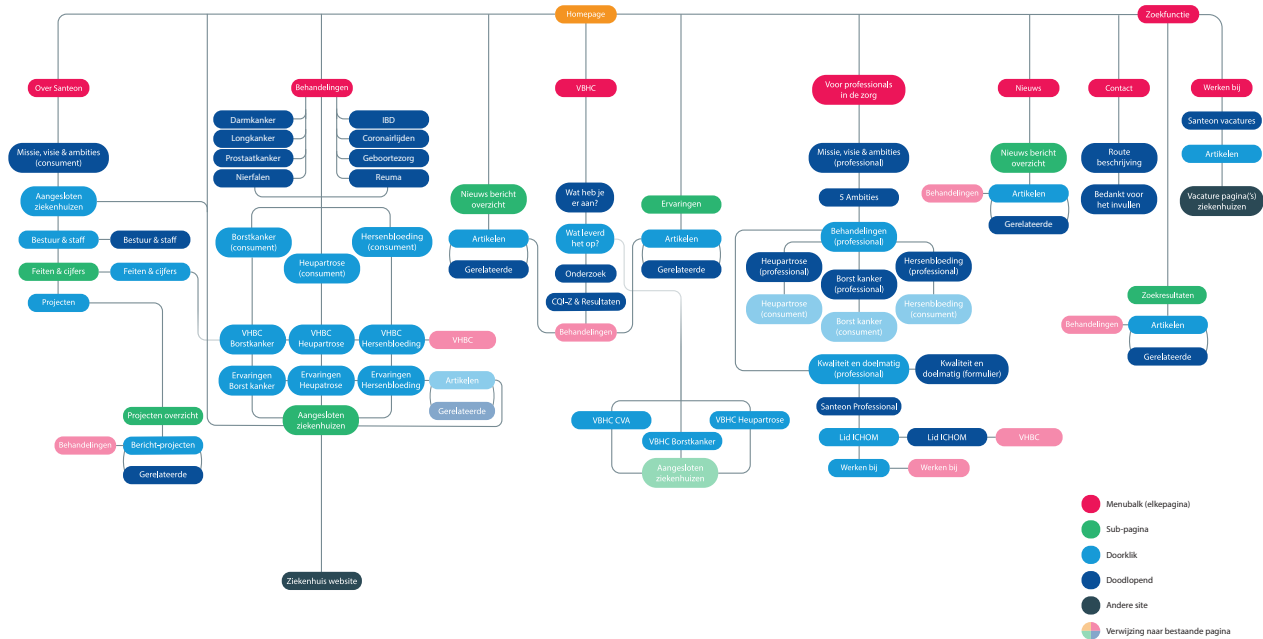 Homepage
Zoekfunctie
Over Santeon
Behandelingen
VBHC
Voor professionals
in de zorg
Nieuws
Contact
Werken bij
Darmkanker
IBD
Longkanker
Coronairlijden
Prostaatkanker
Geboortezorg
Nierfalen
Reuma
Santeon vacatures
Artikelen
Vacature pagina('s)
ziekenhuizen
Missie, visie & ambities
(consument)
Aangesloten
ziekenhuizen
Bestuur & staff
Bestuur & staff
Feiten & cijfers
Feiten & cijfers
Projecten
Projecten overzicht
Behandelingen
Bericht-projecten
Gerelateerde
Borstkanker
(consument)
Heupartrose
(consument)
Hersenbloeding
(consument)
VHBC
Borstkanker
VHBC
Heupartrose
VHBC
Hersenbloeding
VHBC
Ervaringen
Borst kanker
Ervaringen
Heupatrose
Ervaringen
Hersenbloeding
Artikelen
Gerelateerde
Aangesloten
ziekenhuizen
Ziekenhuis website
Nieuws bericht
overzicht
Artikelen
Gerelateerde
Wat heb je
er aan?
Wat leverd
het op?
Onderzoek
CQI-Z & Resultaten
Behandelingen
Ervaringen
Artikelen
Gerelateerde
VBHC CVA
VBHC Heupartrose
VBHC Borstkanker
Aangesloten
ziekenhuizen
Missie, visie & ambities
(professional)
5 Ambities
Behandelingen
(professional)
Heupartrose
(professional)
Borst kanker
(professional)
Hersenbloeding
(professional)
Heupartrose
(consument)
Borst kanker
(consument)
Hersenbloeding
(consument)
Kwaliteit en doelmatig
(professional)
Kwaliteit en
doelmatig (formulier)
Santeon Professional
Lid ICHOM
Lid ICHOM
VHBC
Werken bij
Werken bij
Nieuws bericht
overzicht
Behandelingen
Artikelen
Gerelateerde
Route
beschrijving
Bedankt voor
het invullen
Zoekresultaten
Behandelingen
Artikelen
Gerelateerde
Menubalk (elkepagina)
Sub-pagina
Doorklik
Doodlopend
Andere site
Verwijzing naar bestaande pagina